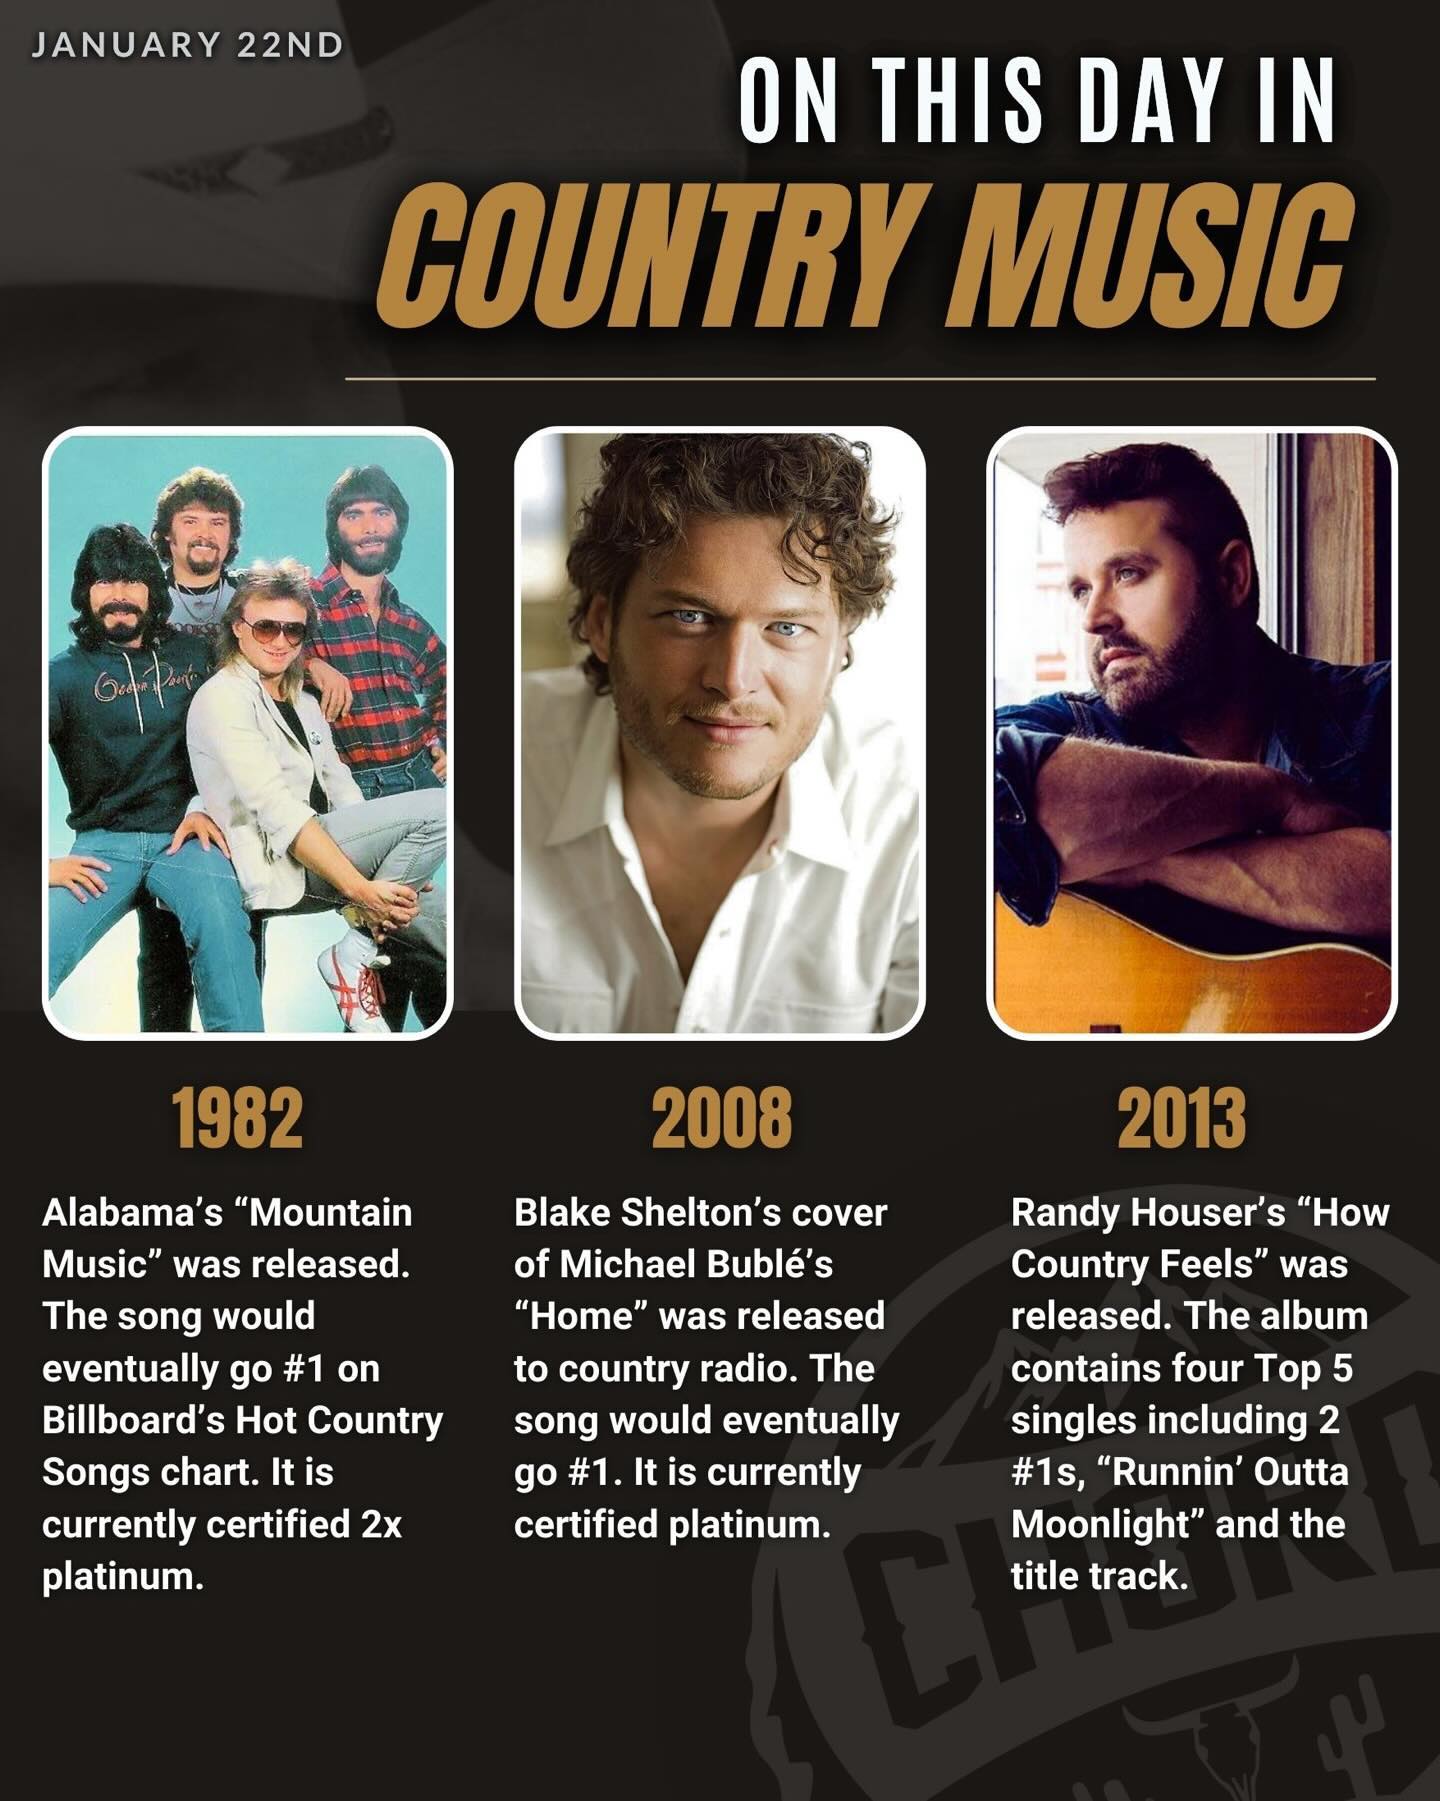 JANUARY 22ND
ON THIS DAY IN
COUNTRY MUSIC
Ocean Pacific
1982
Alabama’s “Mountain
Music” was released.
The song would
eventually go #1 on
Billboard’s Hot Country
Songs chart. It is
currently certified 2x
platinum.
2008
Blake Shelton’s cover
of Michael Bublé’s
“Home” was released
to country radio. The
song would eventually
go #1. It is currently
certified platinum.
2013
Randy Houser’s “How
Country Feels” was
released. The album
contains four Top 5
singles including 2
#1s, “Runnin’ Outta
Moonlight” and the
title track.